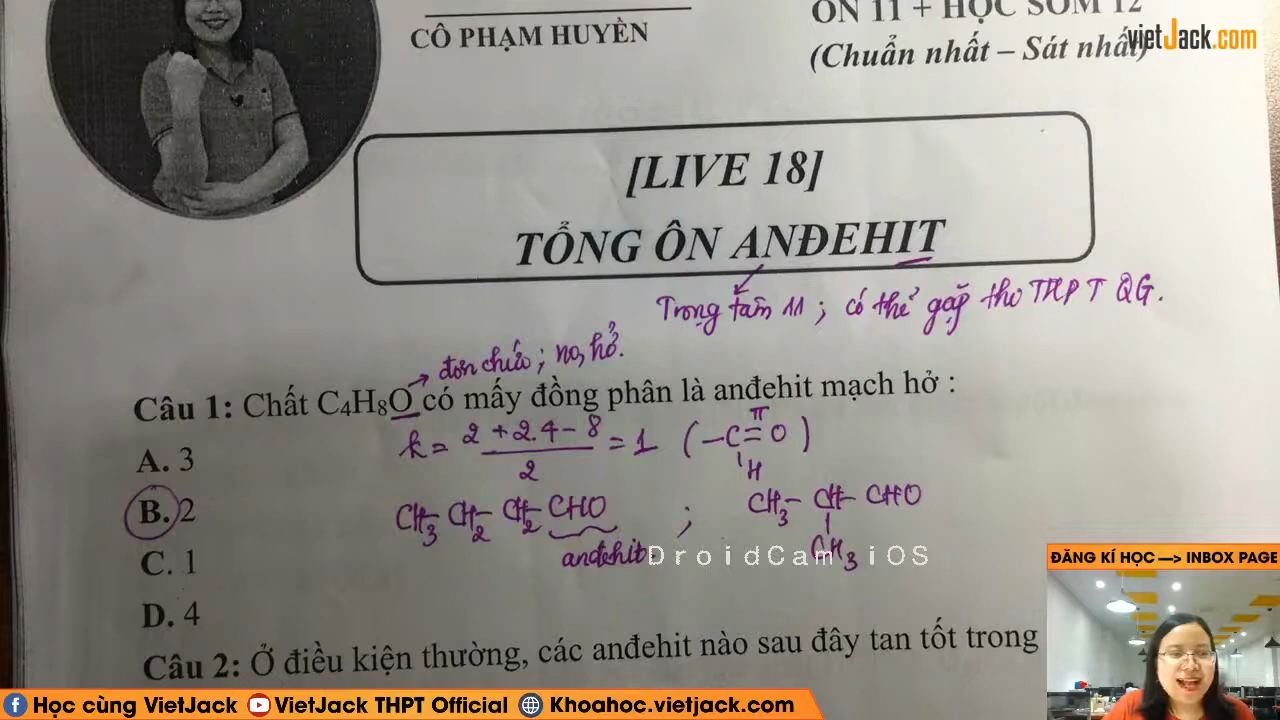 CÔ PHẠM HUYỀN
ÔN 11 + HỌC SỚM 12
(Chuẩn nhất – Sát nhất)
vietJack.com
[LIVE 18]
TỔNG ÔN ANĐEHIT
Trọng tâm 11 ; có thể gặp thi THPT QG.
→ đơn chức ; no, hở.
Câu 1: Chất C₄H₈O có mấy đồng phân là anđehit mạch hở :
k = (2 + 2.4 – 8)/2 = 1 (–C=O)
π
H
A. 3
B. 2
CH₃– CH₂– CH₂– CHO ; CH₃– CH– CHO
CH₃
anđehit.
DroidCam iOS
C. 1
D. 4
Câu 2: Ở điều kiện thường, các anđehit nào sau đây tan tốt trong
ĐĂNG KÍ HỌC —> INBOX PAGE
Học cùng VietJack VietJack THPT Official Khoahoc.vietjack.com